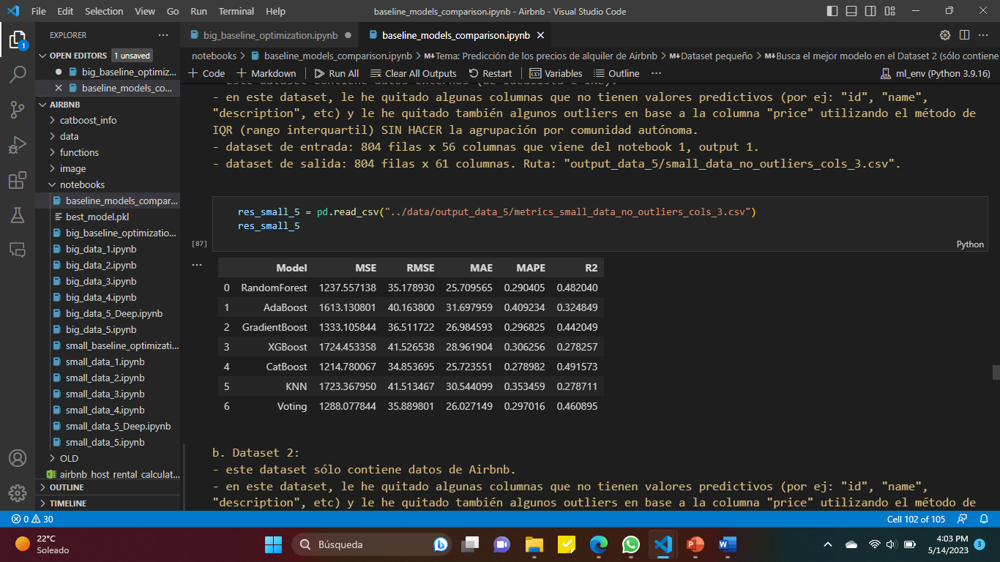 File Edit Selection View Go Run Terminal Help
baseline_models_comparison.ipynb - Airbnb - Visual Studio Code
EXPLORER
big_baseline_optimization.ipynb
baseline_models_comparison.ipynb
OPEN EDITORS 1 unsaved
notebooks > baseline_models_comparison.ipynb > M↓Tema: Predicción de los precios de alquiler de Airbnb > M↓Dataset pequeño > M↓Busca el mejor modelo en el Dataset 2 (sólo contiene
big_baseline_optimiz...
+ Code + Markdown Run All Clear All Outputs Restart Variables Outline ... ml_env (Python 3.9.16)
baseline_models_co...
AIRBNB
catboost_info
data
functions
image
notebooks
baseline_models_compar...
best_model.pkl
big_baseline_optimizatio...
big_data_1.ipynb
big_data_2.ipynb
big_data_3.ipynb
big_data_4.ipynb
big_data_5_Deep.ipynb
big_data_5.ipynb
small_baseline_optimizati...
small_data_1.ipynb
small_data_2.ipynb
small_data_3.ipynb
small_data_4.ipynb
small_data_5_Deep.ipynb
small_data_5.ipynb
OLD
airbnb_host_rental_calculat...
OUTLINE
TIMELINE
- en este dataset, le he quitado algunas columnas que no tienen valores predictivos (por ej: "id", "name",
"description", etc) y le he quitado también algunos outliers en base a la columna "price" utilizando el método de
IQR (rango interquartil) SIN HACER la agrupación por comunidad autónoma.
- dataset de entrada: 804 filas x 56 columnas que viene del notebook 1, output 1.
- dataset de salida: 804 filas x 61 columnas. Ruta: "output_data_5/small_data_no_outliers_cols_3.csv".
res_small_5 = pd.read_csv("../data/output_data_5/metrics_small_data_no_outliers_cols_3.csv")
res_small_5
[87]
Python
Model MSE RMSE MAE MAPE R2
0 RandomForest 1237.557138 35.178930 25.709565 0.290405 0.482040
1 AdaBoost 1613.130801 40.163800 31.697959 0.409234 0.324849
2 GradientBoost 1333.105844 36.511722 26.984593 0.296825 0.442049
3 XGBoost 1724.453358 41.526538 28.961904 0.306256 0.278257
4 CatBoost 1214.780067 34.853695 25.723551 0.278982 0.491573
5 KNN 1723.367950 41.513467 30.544099 0.353459 0.278711
6 Voting 1288.077844 35.889801 26.027149 0.297016 0.460895
b. Dataset 2:
- este dataset sólo contiene datos de Airbnb.
- en este dataset, le he quitado algunas columnas que no tienen valores predictivos (por ej: "id", "name",
"description", etc) y le he quitado también algunos outliers en base a la columna "price" utilizando el método de
0 30
Cell 102 of 105
22°C
Soleado
Búsqueda
4:03 PM
5/14/2023
3
1